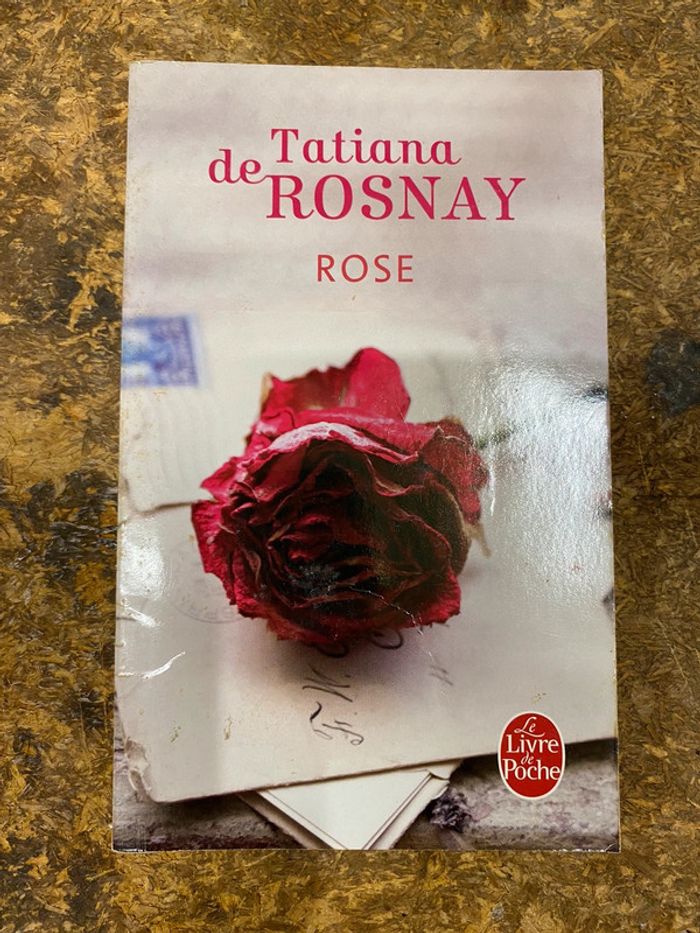 Tatiana
de ROSNAY
ROSE
Le
Livre
de
Poche